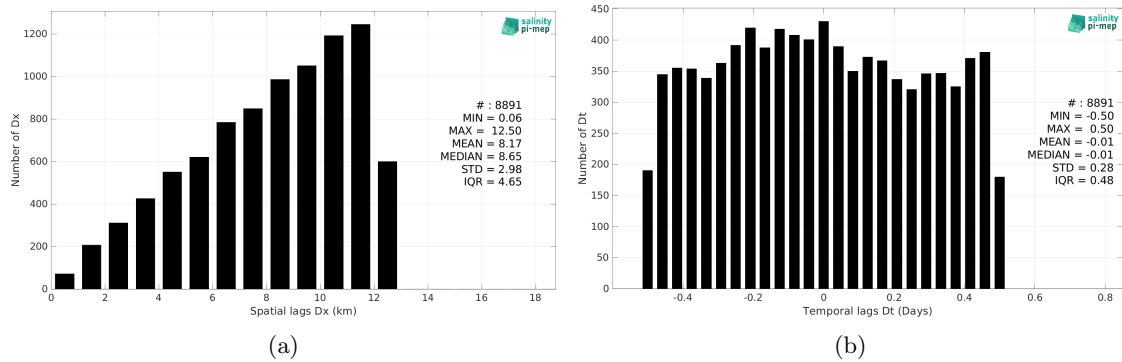 1200
1000
800
600
400
200
0
Number of Dx
salinity
pi-mep
# : 8891
MIN = 0.06
MAX = 12.50
MEAN = 8.17
MEDIAN = 8.65
STD = 2.98
IQR = 4.65
0 2 4 6 8 10 12 14 16 18
Spatial lags Dx (km)
(a)
450
400
350
300
250
200
150
100
50
0
Number of Dt
salinity
pi-mep
# : 8891
MIN = -0.50
MAX = 0.50
MEAN = -0.01
MEDIAN = -0.01
STD = 0.28
IQR = 0.48
-0.4 -0.2 0 0.2 0.4 0.6 0.8
Temporal lags Dt (Days)
(b)